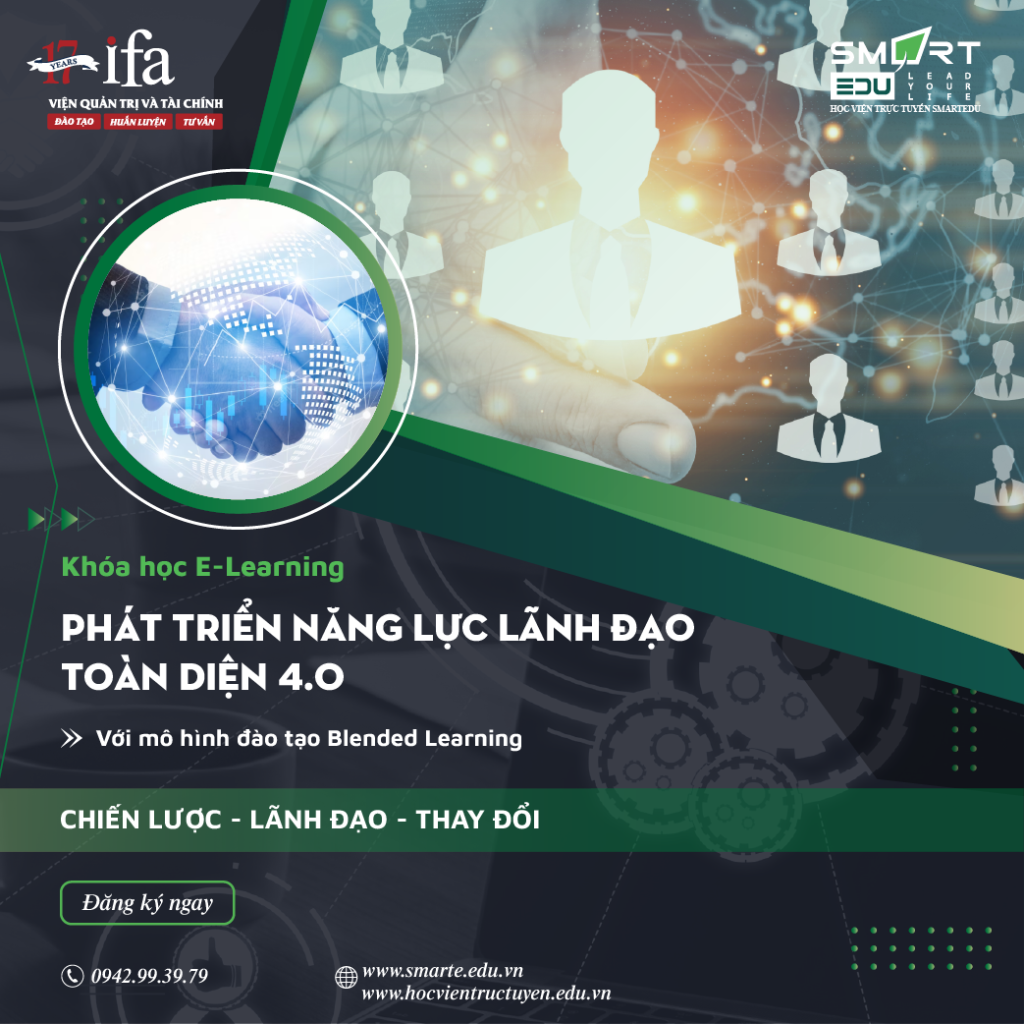 17 YEARS ifa
VIỆN QUẢN TRỊ VÀ TÀI CHÍNH
ĐÀO TẠO HUẤN LUYỆN TƯ VẤN
SMART
EDU
LEAD
YOUR
LIFE
HỌC VIỆN TRỰC TUYẾN SMARTEDU
Khóa học E-Learning
PHÁT TRIỂN NĂNG LỰC LÃNH ĐẠO
TOÀN DIỆN 4.0
Với mô hình đào tạo Blended Learning
CHIẾN LƯỢC - LÃNH ĐẠO - THAY ĐỔI
Đăng ký ngay
0942.99.39.79
www.smarte.edu.vn
www.hocvientructuyen.edu.vn